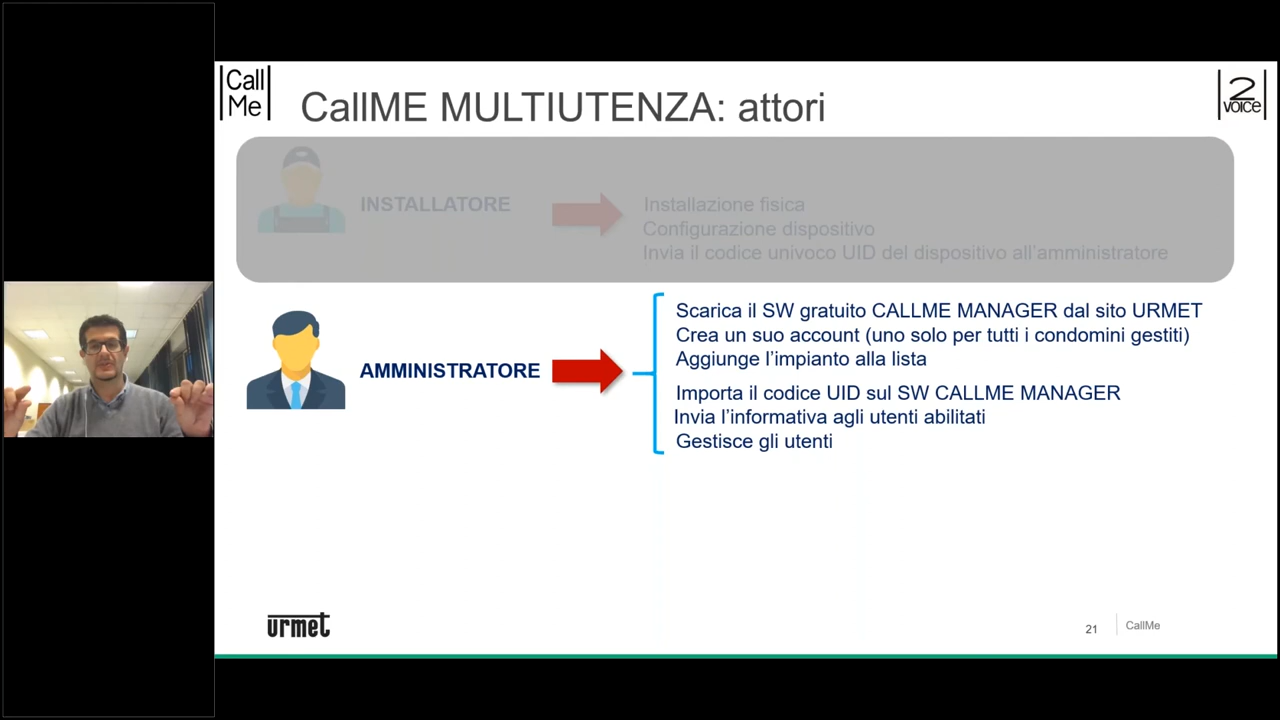 Call
Me
CallME MULTIUTENZA: attori
2
VOICE
INSTALLATORE
Installazione fisica
Configurazione dispositivo
Invia il codice univoco UID del dispositivo all'amministratore
AMMINISTRATORE
Scarica il SW gratuito CALLME MANAGER dal sito URMET
Crea un suo account (uno solo per tutti i condomini gestiti)
Aggiunge l'impianto alla lista
Importa il codice UID sul SW CALLME MANAGER
Invia l'informativa agli utenti abilitati
Gestisce gli utenti
urmet
21
CallMe